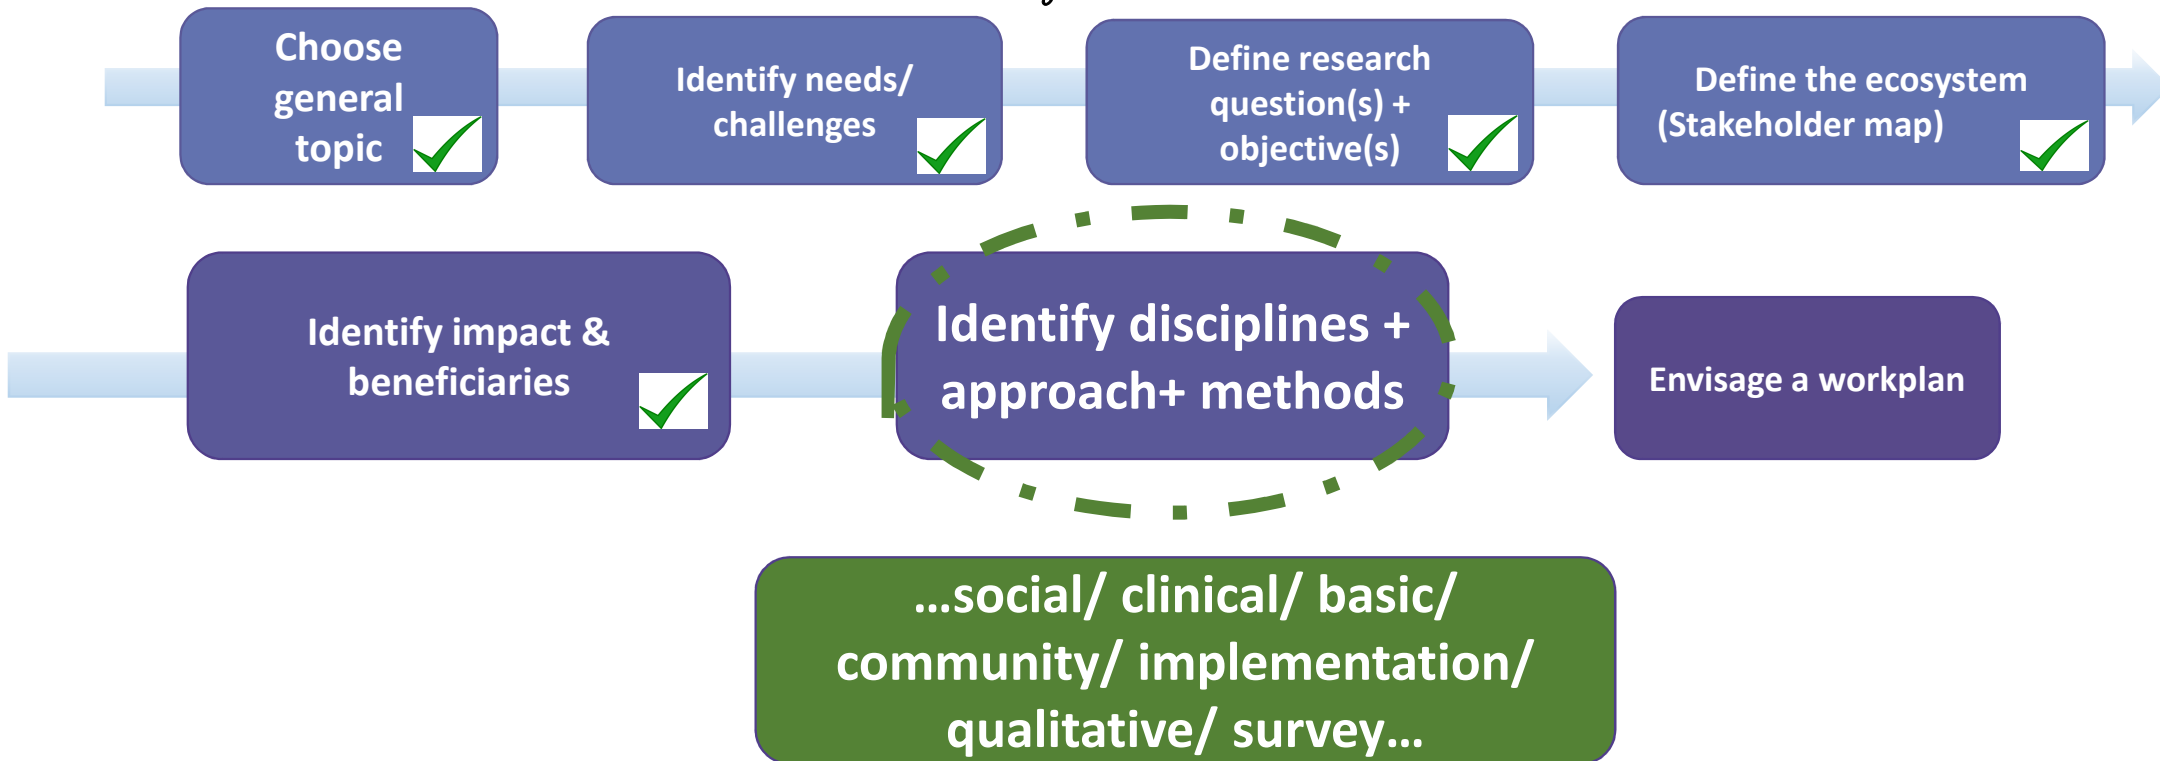 Choose
general
topic
Identify needs/
challenges
Define research
question(s) +
objective(s)
Define the ecosystem
(Stakeholder map)
Identify impact &
beneficiaries
Identify disciplines +
approach+ methods
Envisage a workplan
...social/ clinical/ basic/
community/ implementation/
qualitative/ survey...